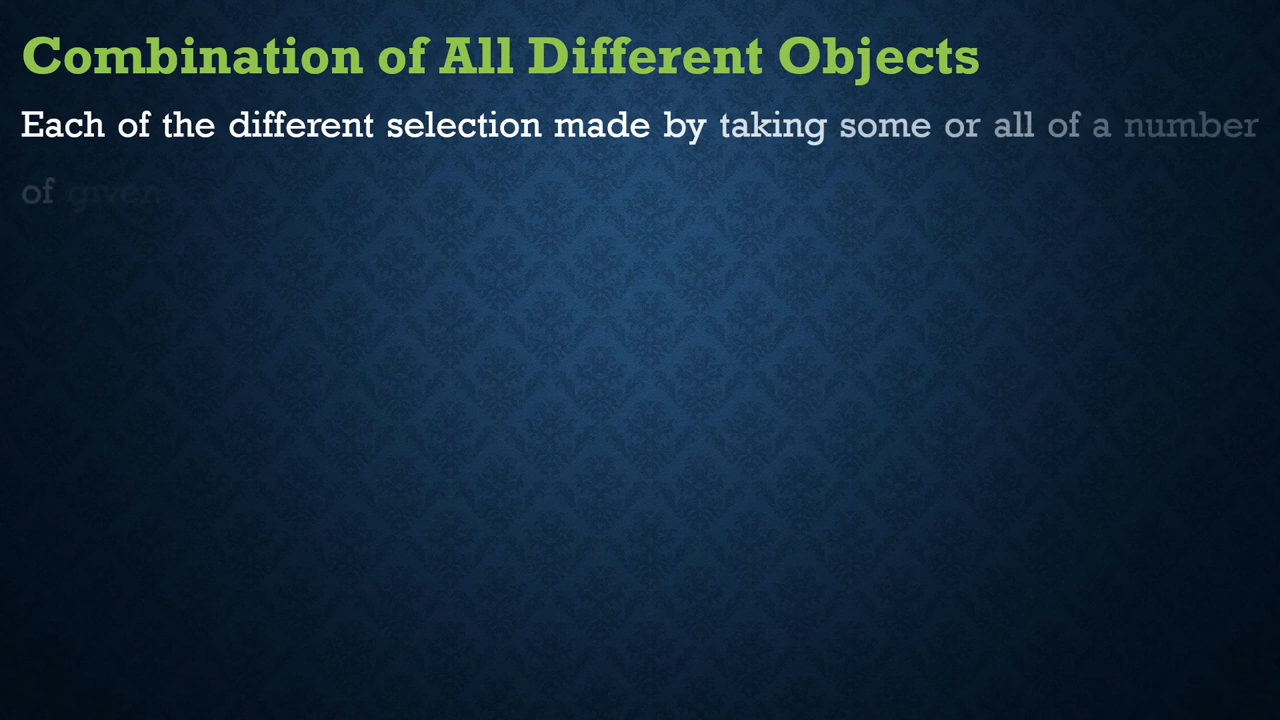 Combination of All Different Objects
Each of the different selection made by taking some or all of a number
of given